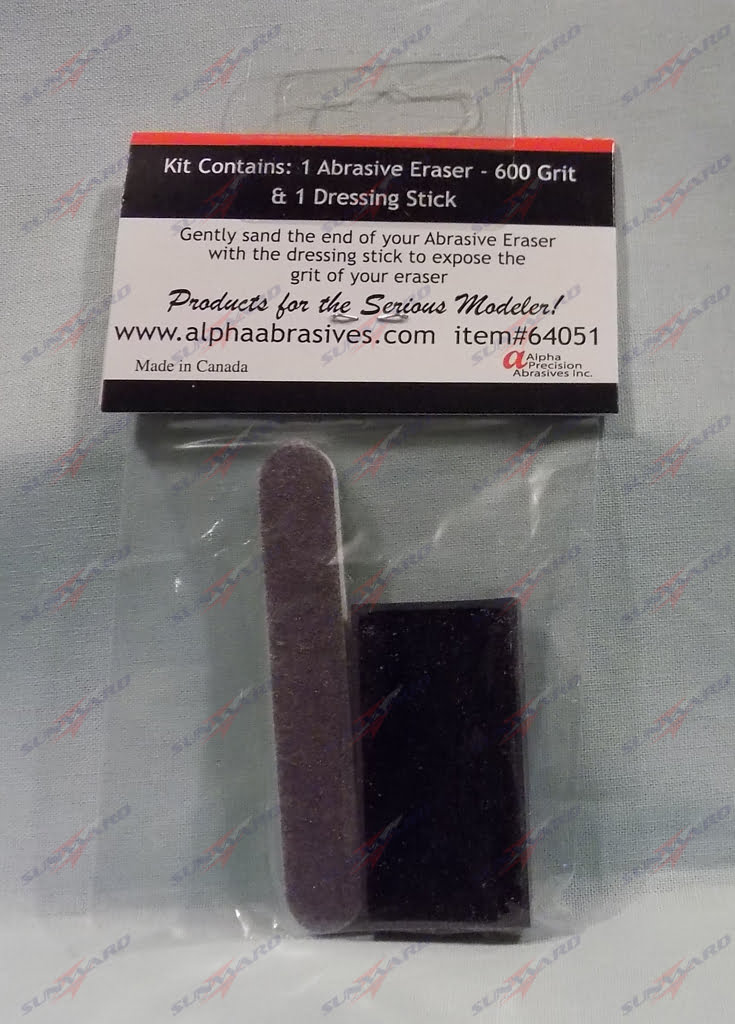 Kit Contains: 1 Abrasive Eraser - 600 Grit
& 1 Dressing Stick
Gently sand the end of your Abrasive Eraser
with the dressing stick to expose the
grit of your eraser
Products for the Serious Modeler!
www.alphaabrasives.com item#64051
Made in Canada
Alpha
Precision
Abrasives Inc.
SUNWARD